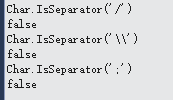 Char.IsSeparator('/')
false
Char.IsSeparator('\\')
false
Char.IsSeparator(';')
false